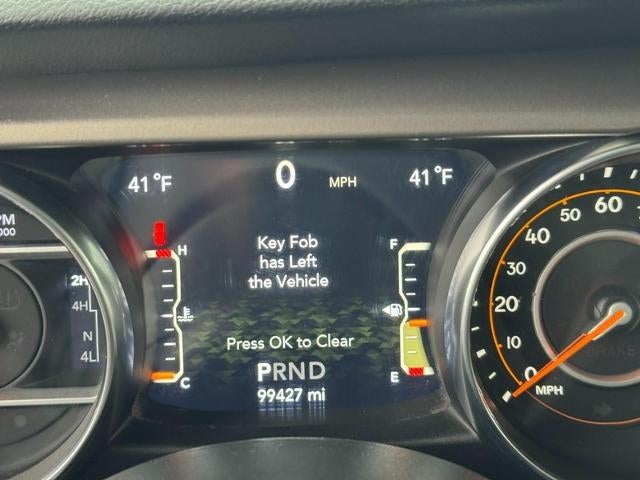 41°F 0 MPH 41°F
H
Key Fob
has Left
the Vehicle
F
Press OK to Clear
C
PRND
E
99427 mi
2H
4H
N
4L
60
50
40
30
20
10
0
MPH
BRAKE